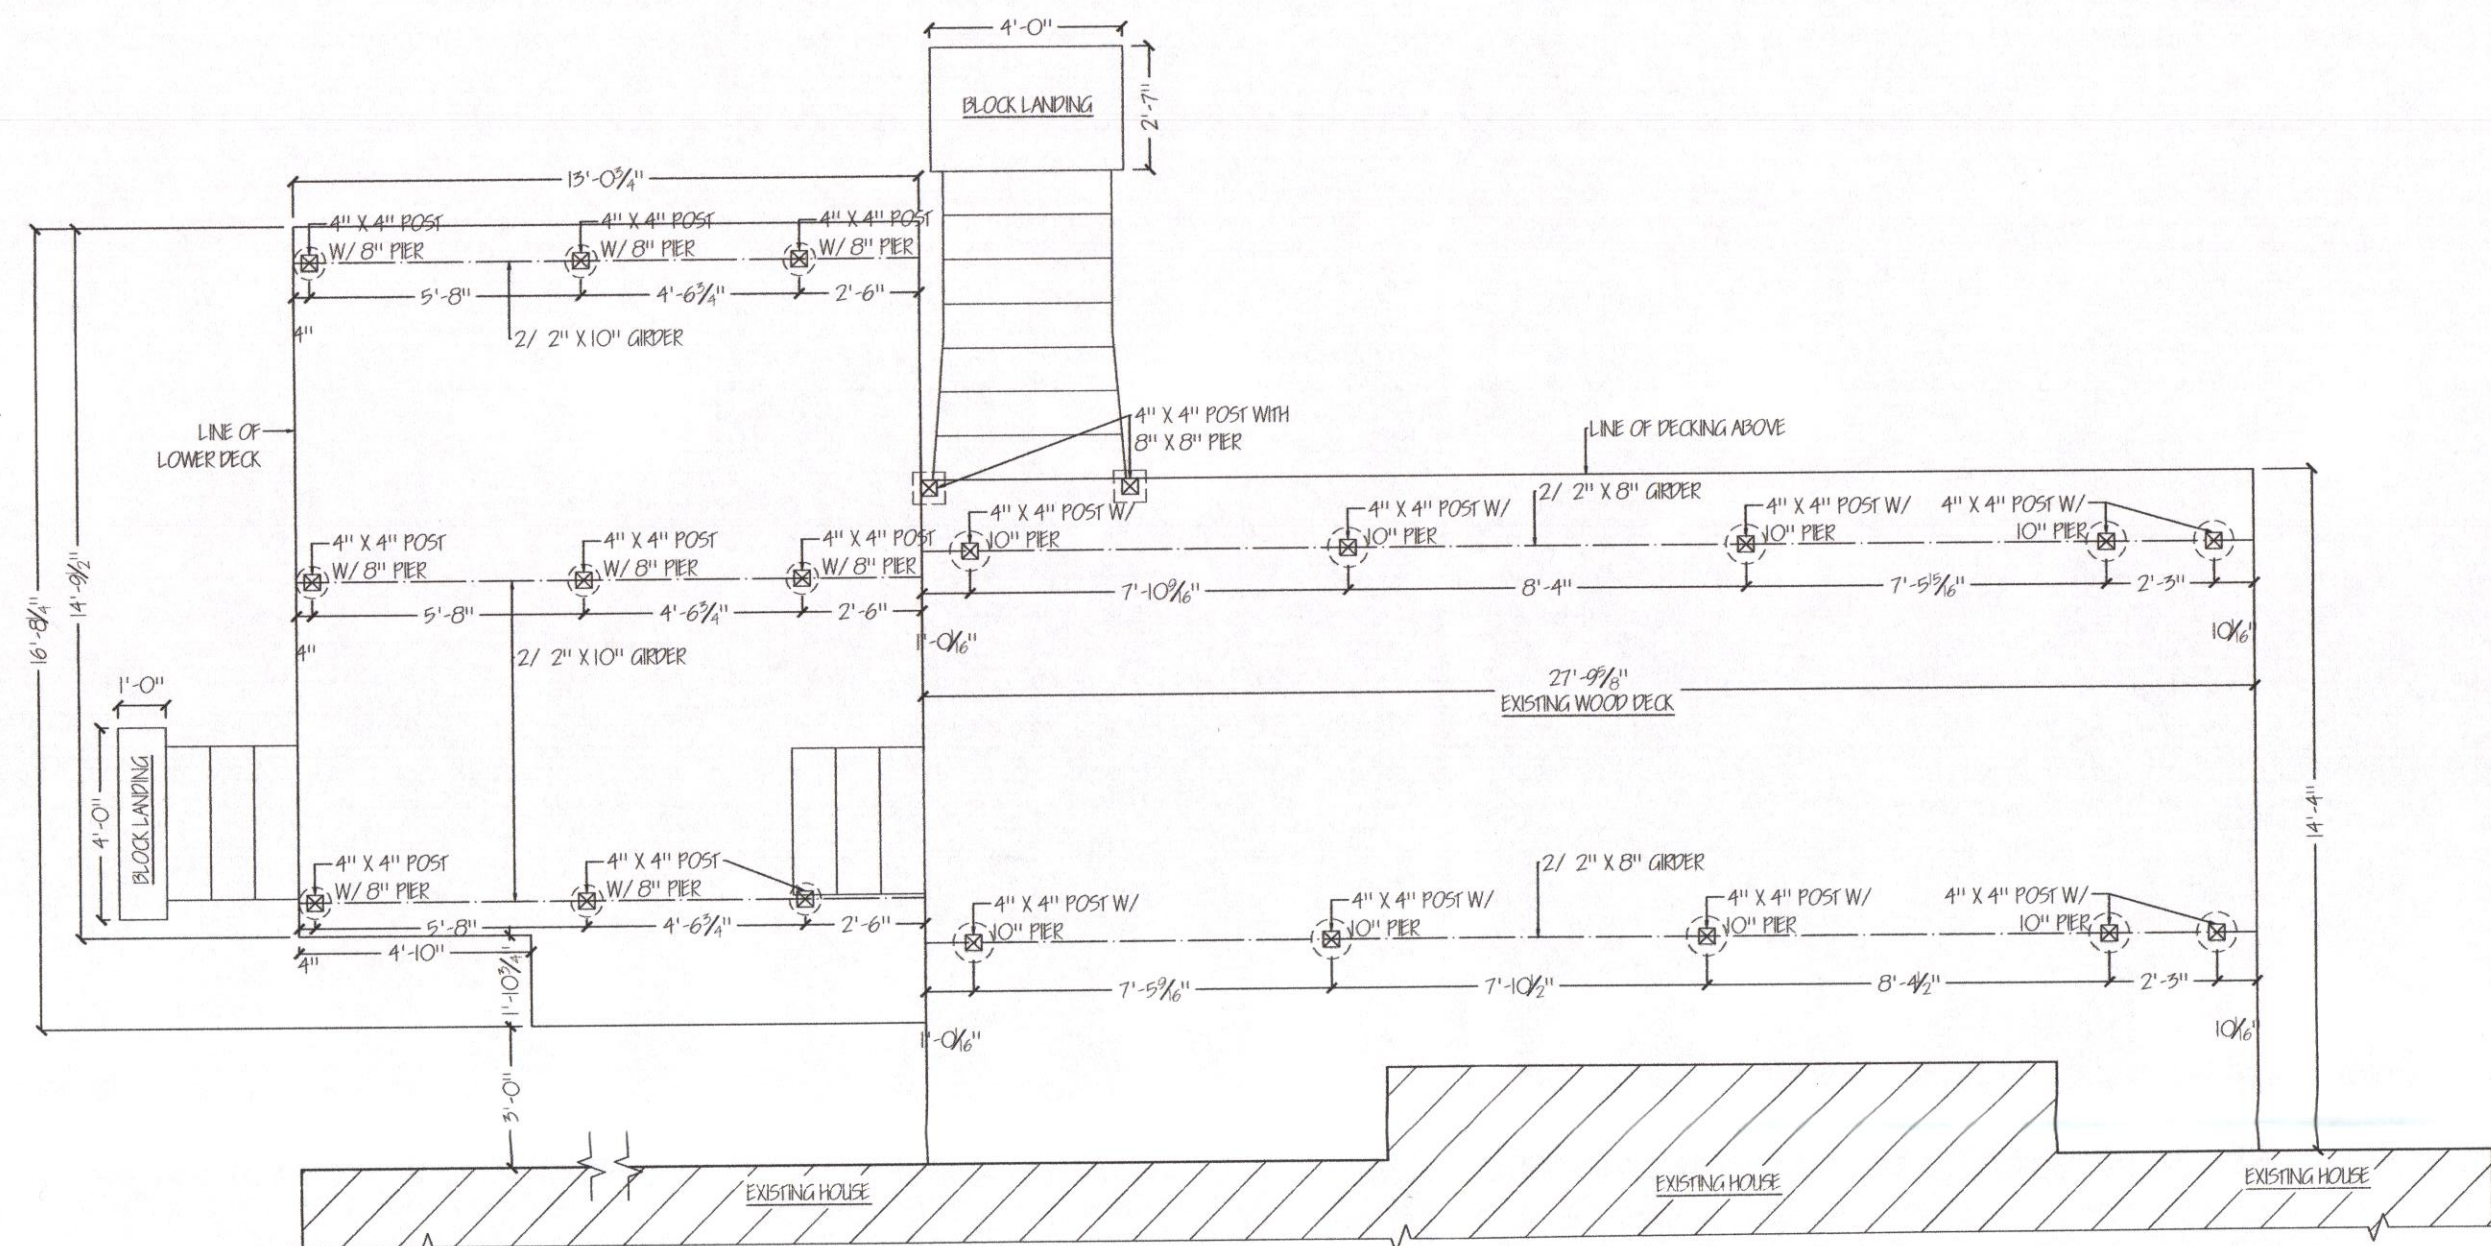 4'-0"
BLOCK LANDING
2'-7"
13'-0¾"
4" X 4" POST
W/ 8" PIER
4" X 4" POST
W/ 8" PIER
4" X 4" POST
W/ 8" PIER
5'-8"
4'-6¾"
2'-6"
4"
2/ 2" X 10" GIRDER
LINE OF
LOWER DECK
4" X 4" POST WITH
8" X 8" PIER
LINE OF DECKING ABOVE
2/ 2" X 8" GIRDER
4" X 4" POST W/
10" PIER
4" X 4" POST W/
10" PIER
4" X 4" POST W/
10" PIER
4" X 4" POST W/
10" PIER
4" X 4" POST
W/ 8" PIER
4" X 4" POST
W/ 8" PIER
4" X 4" POST
W/ 8" PIER
7'-10⁹⁄₁₆"
8'-4"
7'-5¹⁵⁄₁₆"
2'-3"
5'-8"
4'-6¾"
2'-6"
1'-0¹⁄₁₆"
10¹⁄₁₆"
4"
2/ 2" X 10" GIRDER
16'-8¼"
14'-9½"
27'-9⅝"
EXISTING WOOD DECK
1'-0"
4'-0"
BLOCK LANDING
14'-4"
4" X 4" POST
W/ 8" PIER
4" X 4" POST
W/ 8" PIER
2/ 2" X 8" GIRDER
4" X 4" POST W/
10" PIER
4" X 4" POST W/
10" PIER
4" X 4" POST W/
10" PIER
4" X 4" POST W/
10" PIER
5'-8"
4'-6¾"
2'-6"
4'-10"
4"
1'-10¾"
7'-5⁹⁄₁₆"
7'-10½"
8'-4½"
2'-3"
1'-0¹⁄₁₆"
10¹⁄₁₆"
3'-0"
EXISTING HOUSE
EXISTING HOUSE
EXISTING HOUSE